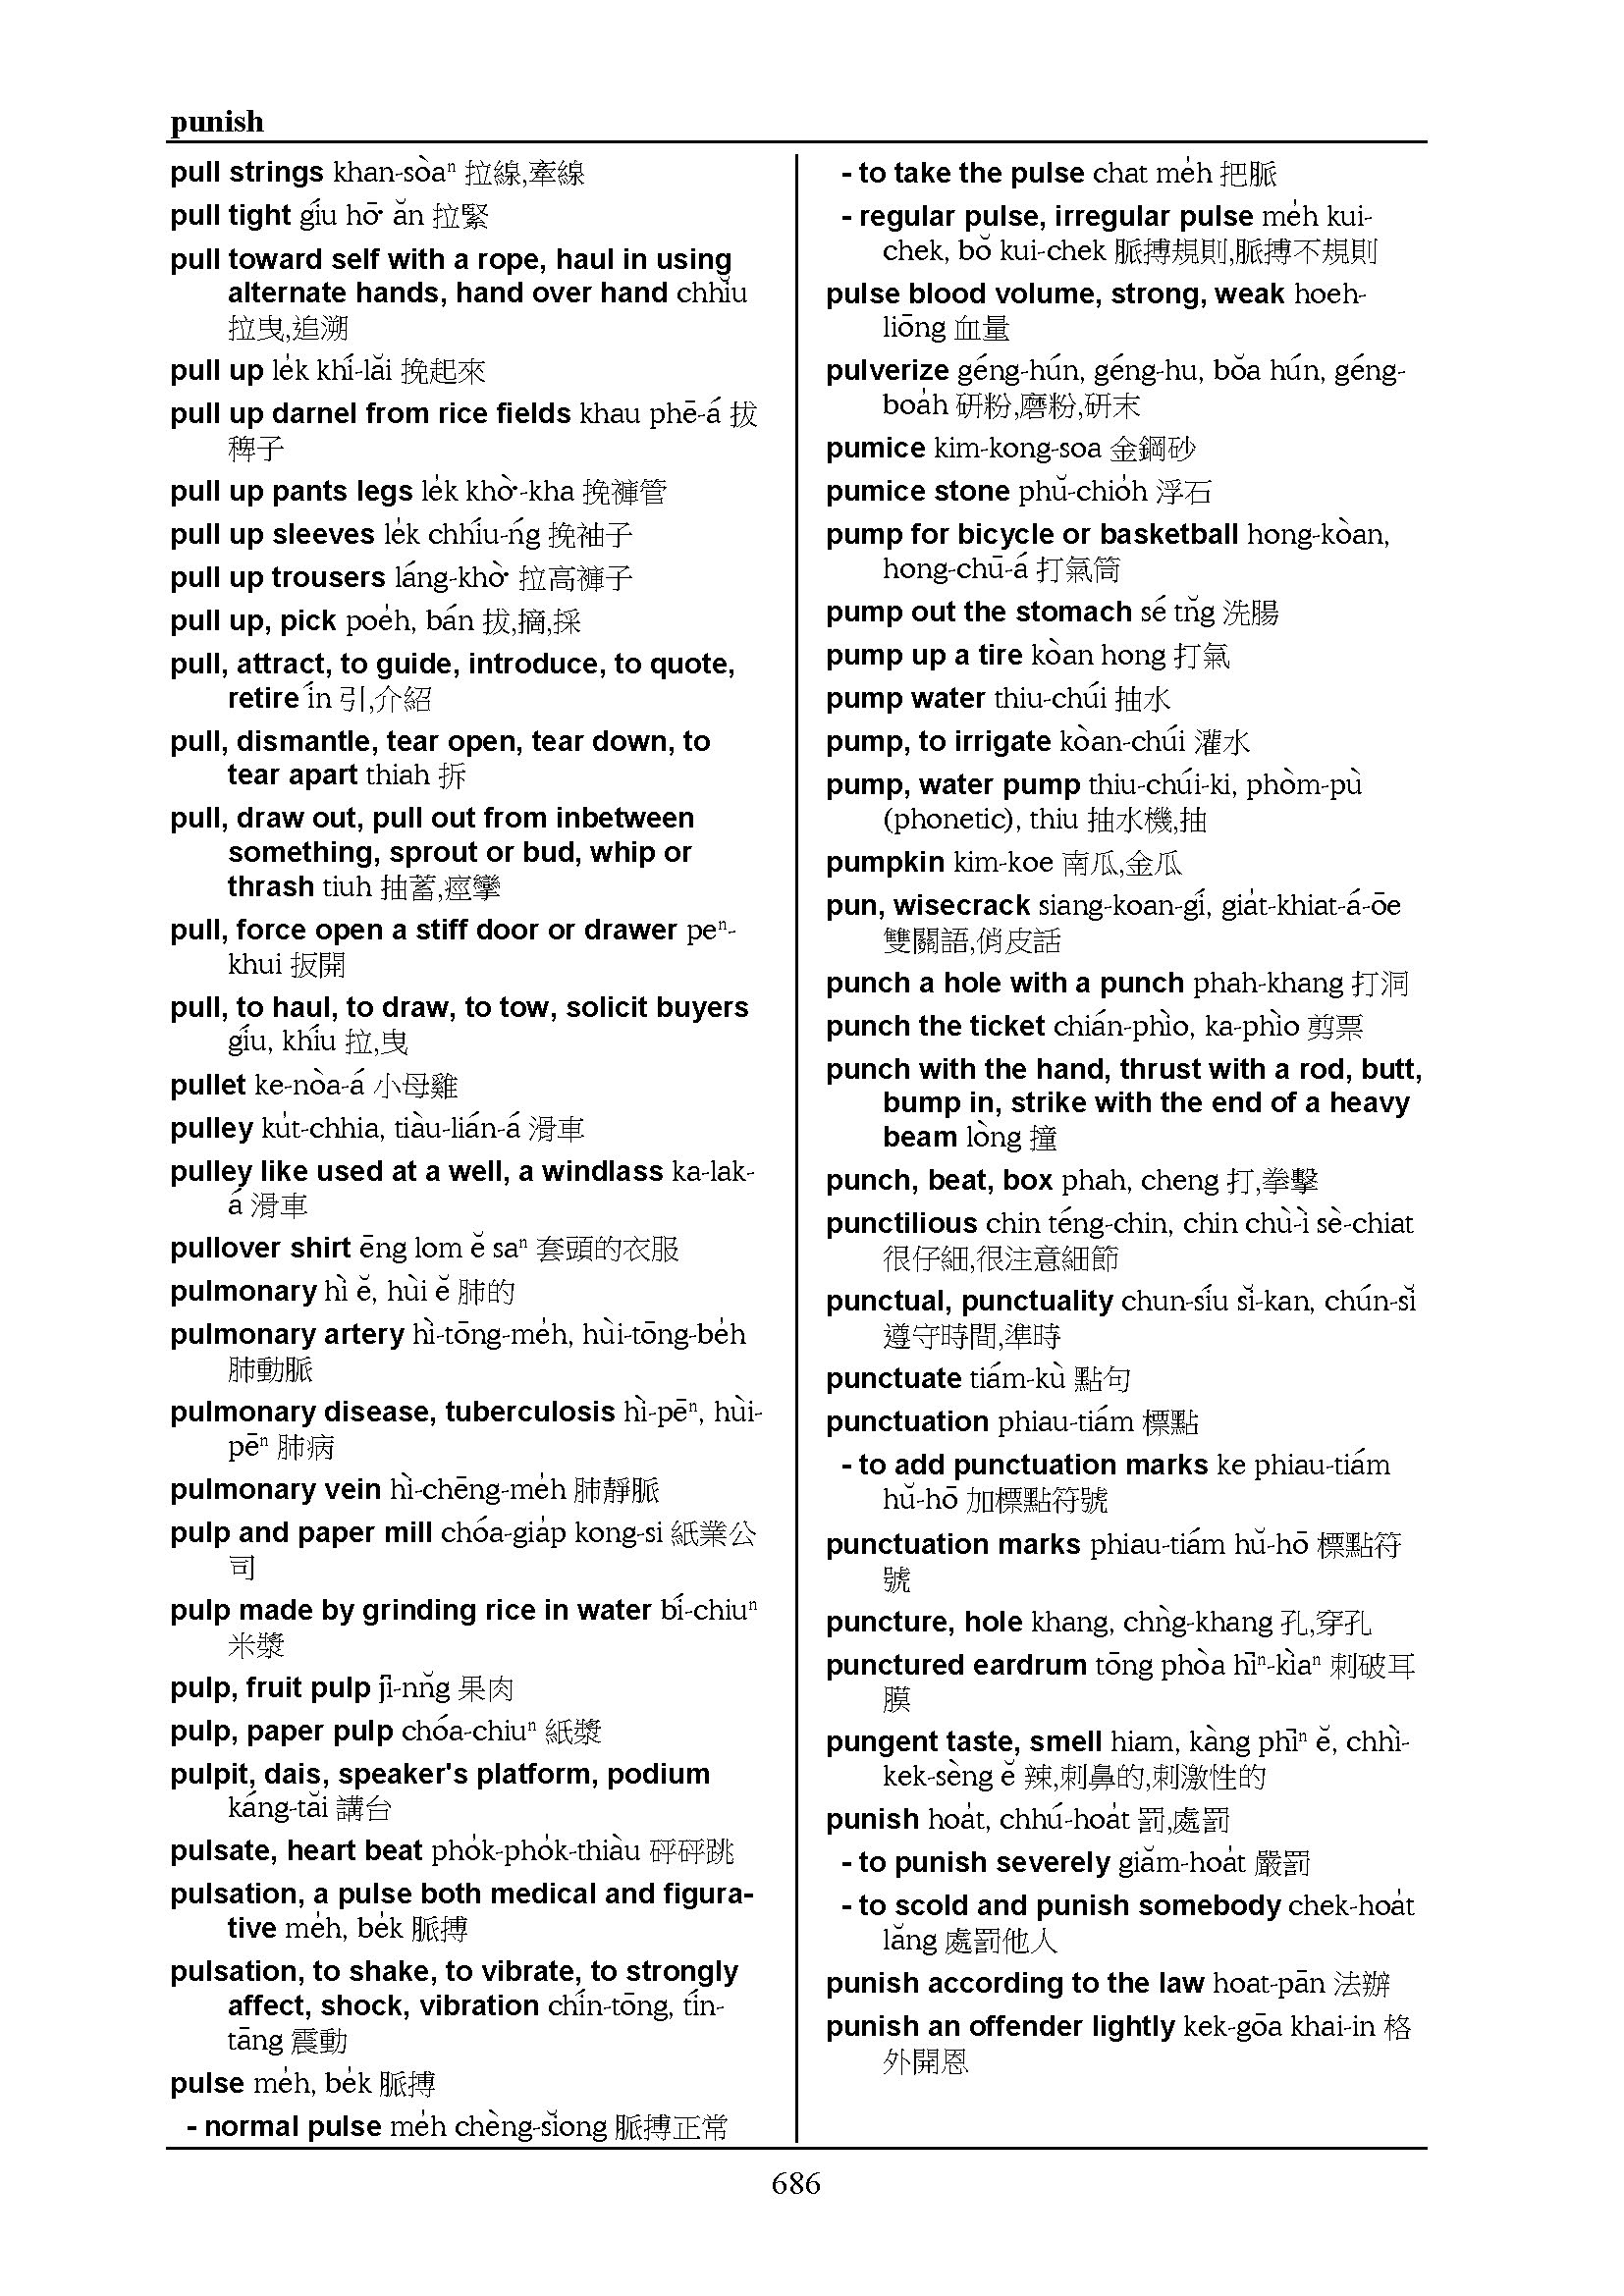 punish
pull strings khan-sòaⁿ 拉線,牽線
pull tight gíu hō͘ ăn 拉緊
pull toward self with a rope, haul in using
alternate hands, hand over hand chhĭu
拉曳,追溯
pull up le̍k khí-lăi 挽起來
pull up darnel from rice fields khau phē-á 拔
稗子
pull up pants legs le̍k khò͘-kha 挽褲管
pull up sleeves le̍k chhíu-ńg 挽袖子
pull up trousers láng-khò͘ 拉高褲子
pull up, pick poe̍h, bán 拔,摘,採
pull, attract, to guide, introduce, to quote,
retire ín 引,介紹
pull, dismantle, tear open, tear down, to
tear apart thiah 拆
pull, draw out, pull out from inbetween
something, sprout or bud, whip or
thrash tiuh 抽蓄,痙攣
pull, force open a stiff door or drawer peⁿ-
khui 扳開
pull, to haul, to draw, to tow, solicit buyers
gíu, khíu 拉,曳
pullet ke-nòa-á 小母雞
pulley ku̍t-chhia, tiàu-lián-á 滑車
pulley like used at a well, a windlass ka-lak-
á 滑車
pullover shirt ēng lom ĕ saⁿ 套頭的衣服
pulmonary hì ĕ, hùi ĕ 肺的
pulmonary artery hì-tōng-me̍h, hùi-tōng-be̍h
肺動脈
pulmonary disease, tuberculosis hì-pēⁿ, hùi-
pēⁿ 肺病
pulmonary vein hì-chēng-me̍h 肺靜脈
pulp and paper mill chóa-gia̍p kong-si 紙業公
司
pulp made by grinding rice in water bí-chiuⁿ
米漿
pulp, fruit pulp jî-nn̆g 果肉
pulp, paper pulp chóa-chiuⁿ 紙漿
pulpit, dais, speaker's platform, podium
káng-tăi 講台
pulsate, heart beat pho̍k-pho̍k-thiàu 砰砰跳
pulsation, a pulse both medical and figura-
tive me̍h, be̍k 脈搏
pulsation, to shake, to vibrate, to strongly
affect, shock, vibration chín-tōng, tín-
tāng 震動
pulse me̍h, be̍k 脈搏
- normal pulse me̍h chèng-sĭong 脈搏正常
- to take the pulse chat me̍h 把脈
- regular pulse, irregular pulse me̍h kui-
chek, bŏ kui-chek 脈搏規則,脈搏不規則
pulse blood volume, strong, weak hoeh-
liōng 血量
pulverize géng-hún, géng-hu, bŏa hún, géng-
boa̍h 研粉,磨粉,研末
pumice kim-kong-soa 金鋼砂
pumice stone phŭ-chio̍h 浮石
pump for bicycle or basketball hong-kòan,
hong-chū-á 打氣筒
pump out the stomach sé tn̆g 洗腸
pump up a tire kòan hong 打氣
pump water thiu-chúi 抽水
pump, to irrigate kòan-chúi 灌水
pump, water pump thiu-chúi-ki, phòm-pù
(phonetic), thiu 抽水機,抽
pumpkin kim-koe 南瓜,金瓜
pun, wisecrack siang-koan-gí, gia̍t-khiat-á-ōe
雙關語,俏皮話
punch a hole with a punch phah-khang 打洞
punch the ticket chián-phìo, ka-phìo 剪票
punch with the hand, thrust with a rod, butt,
bump in, strike with the end of a heavy
beam lòng 撞
punch, beat, box phah, cheng 打,拳擊
punctilious chin téng-chin, chin chù-ì sè-chiat
很仔細,很注意細節
punctual, punctuality chun-síu sĭ-kan, chún-sĭ
遵守時間,準時
punctuate tiám-kù 點句
punctuation phiau-tiám 標點
- to add punctuation marks ke phiau-tiám
hŭ-hō 加標點符號
punctuation marks phiau-tiám hŭ-hō 標點符
號
puncture, hole khang, chǹg-khang 孔,穿孔
punctured eardrum tōng phòa hīⁿ-kìaⁿ 刺破耳
膜
pungent taste, smell hiam, kàng phīⁿ ĕ, chhì-
kek-sèng ĕ 辣,刺鼻的,刺激性的
punish hoa̍t, chhú-hoa̍t 罰,處罰
- to punish severely giăm-hoa̍t 嚴罰
- to scold and punish somebody chek-hoa̍t
lăng 處罰他人
punish according to the law hoat-pān 法辦
punish an offender lightly kek-gōa khai-in 格
外開恩
686